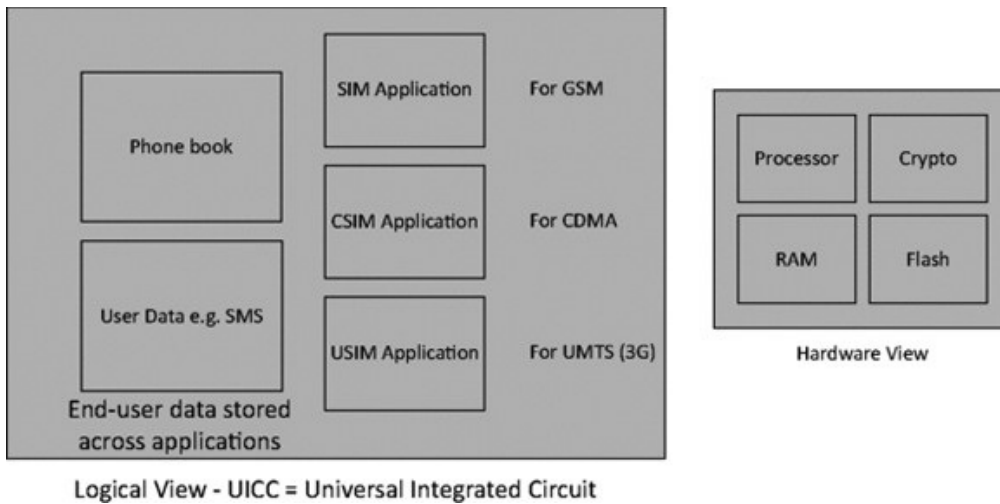 Phone book
User Data e.g. SMS
End-user data stored
across applications
SIM Application
For GSM
CSIM Application
For CDMA
USIM Application
For UMTS (3G)
Logical View - UICC = Universal Integrated Circuit
Processor
Crypto
RAM
Flash
Hardware View